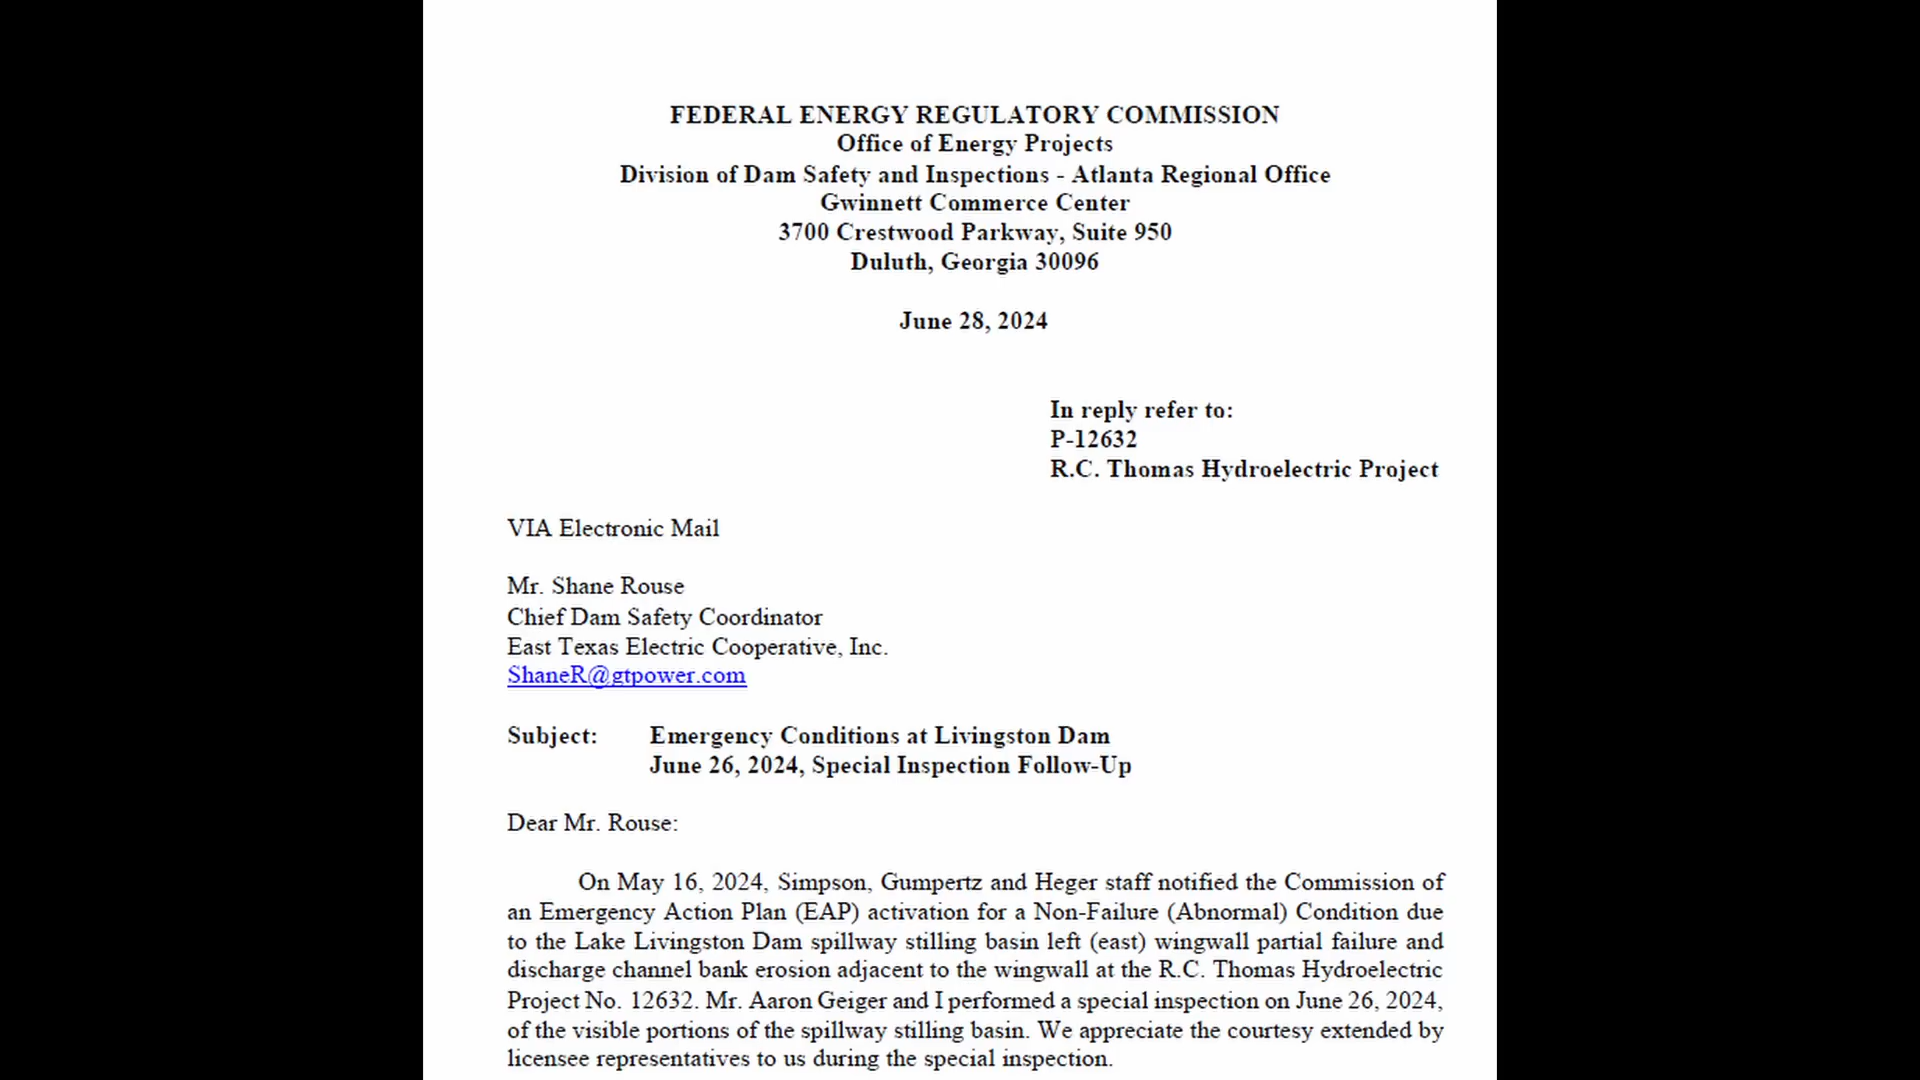 FEDERAL ENERGY REGULATORY COMMISSION
Office of Energy Projects
Division of Dam Safety and Inspections - Atlanta Regional Office
Gwinnett Commerce Center
3700 Crestwood Parkway, Suite 950
Duluth, Georgia 30096
June 28, 2024
In reply refer to:
P-12632
R.C. Thomas Hydroelectric Project
VIA Electronic Mail
Mr. Shane Rouse
Chief Dam Safety Coordinator
East Texas Electric Cooperative, Inc.
ShaneR@gtpower.com
Subject: Emergency Conditions at Livingston Dam
June 26, 2024, Special Inspection Follow-Up
Dear Mr. Rouse:
On May 16, 2024, Simpson, Gumpertz and Heger staff notified the Commission of
an Emergency Action Plan (EAP) activation for a Non-Failure (Abnormal) Condition due
to the Lake Livingston Dam spillway stilling basin left (east) wingwall partial failure and
discharge channel bank erosion adjacent to the wingwall at the R.C. Thomas Hydroelectric
Project No. 12632. Mr. Aaron Geiger and I performed a special inspection on June 26, 2024,
of the visible portions of the spillway stilling basin. We appreciate the courtesy extended by
licensee representatives to us during the special inspection.